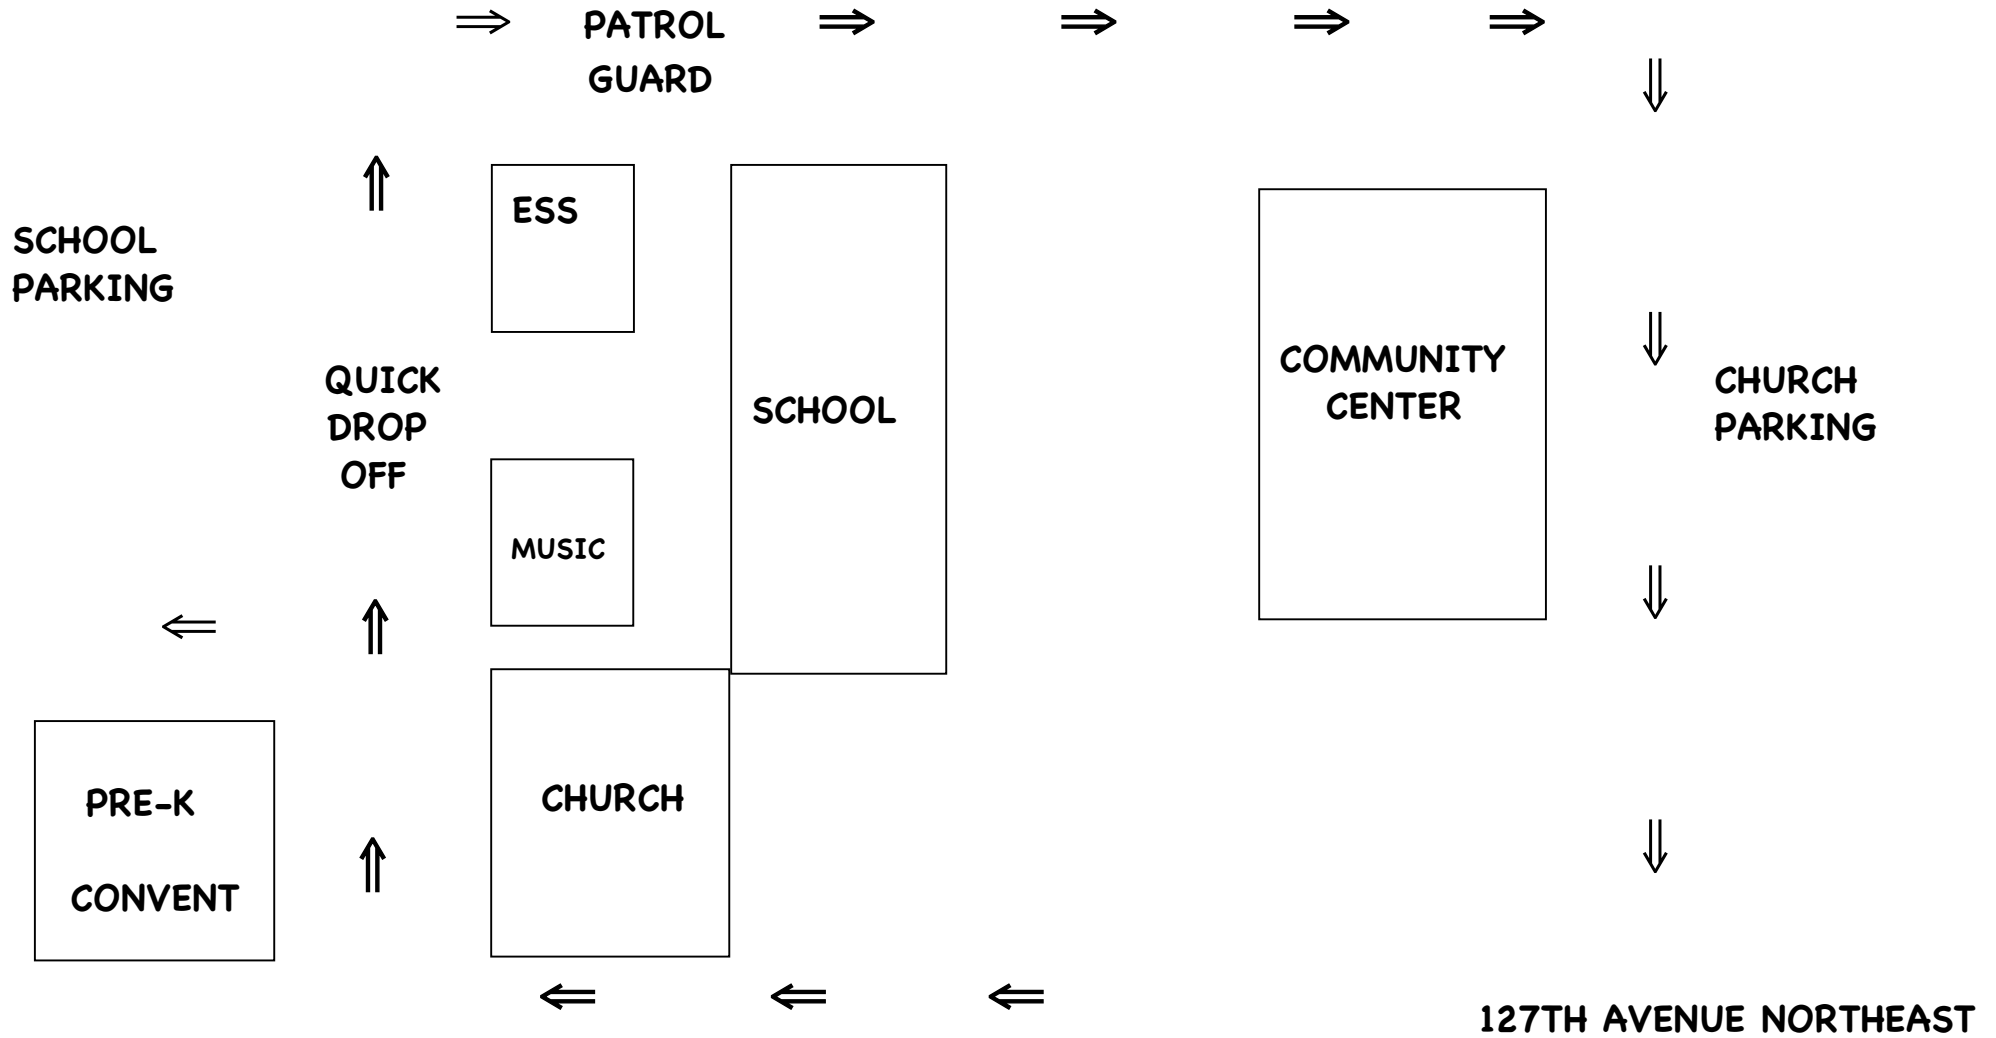 PATROL
GUARD
ESS
SCHOOL
PARKING
COMMUNITY
CENTER
QUICK
DROP
OFF
SCHOOL
CHURCH
PARKING
MUSIC
PRE-K
CONVENT
CHURCH
127TH AVENUE NORTHEAST